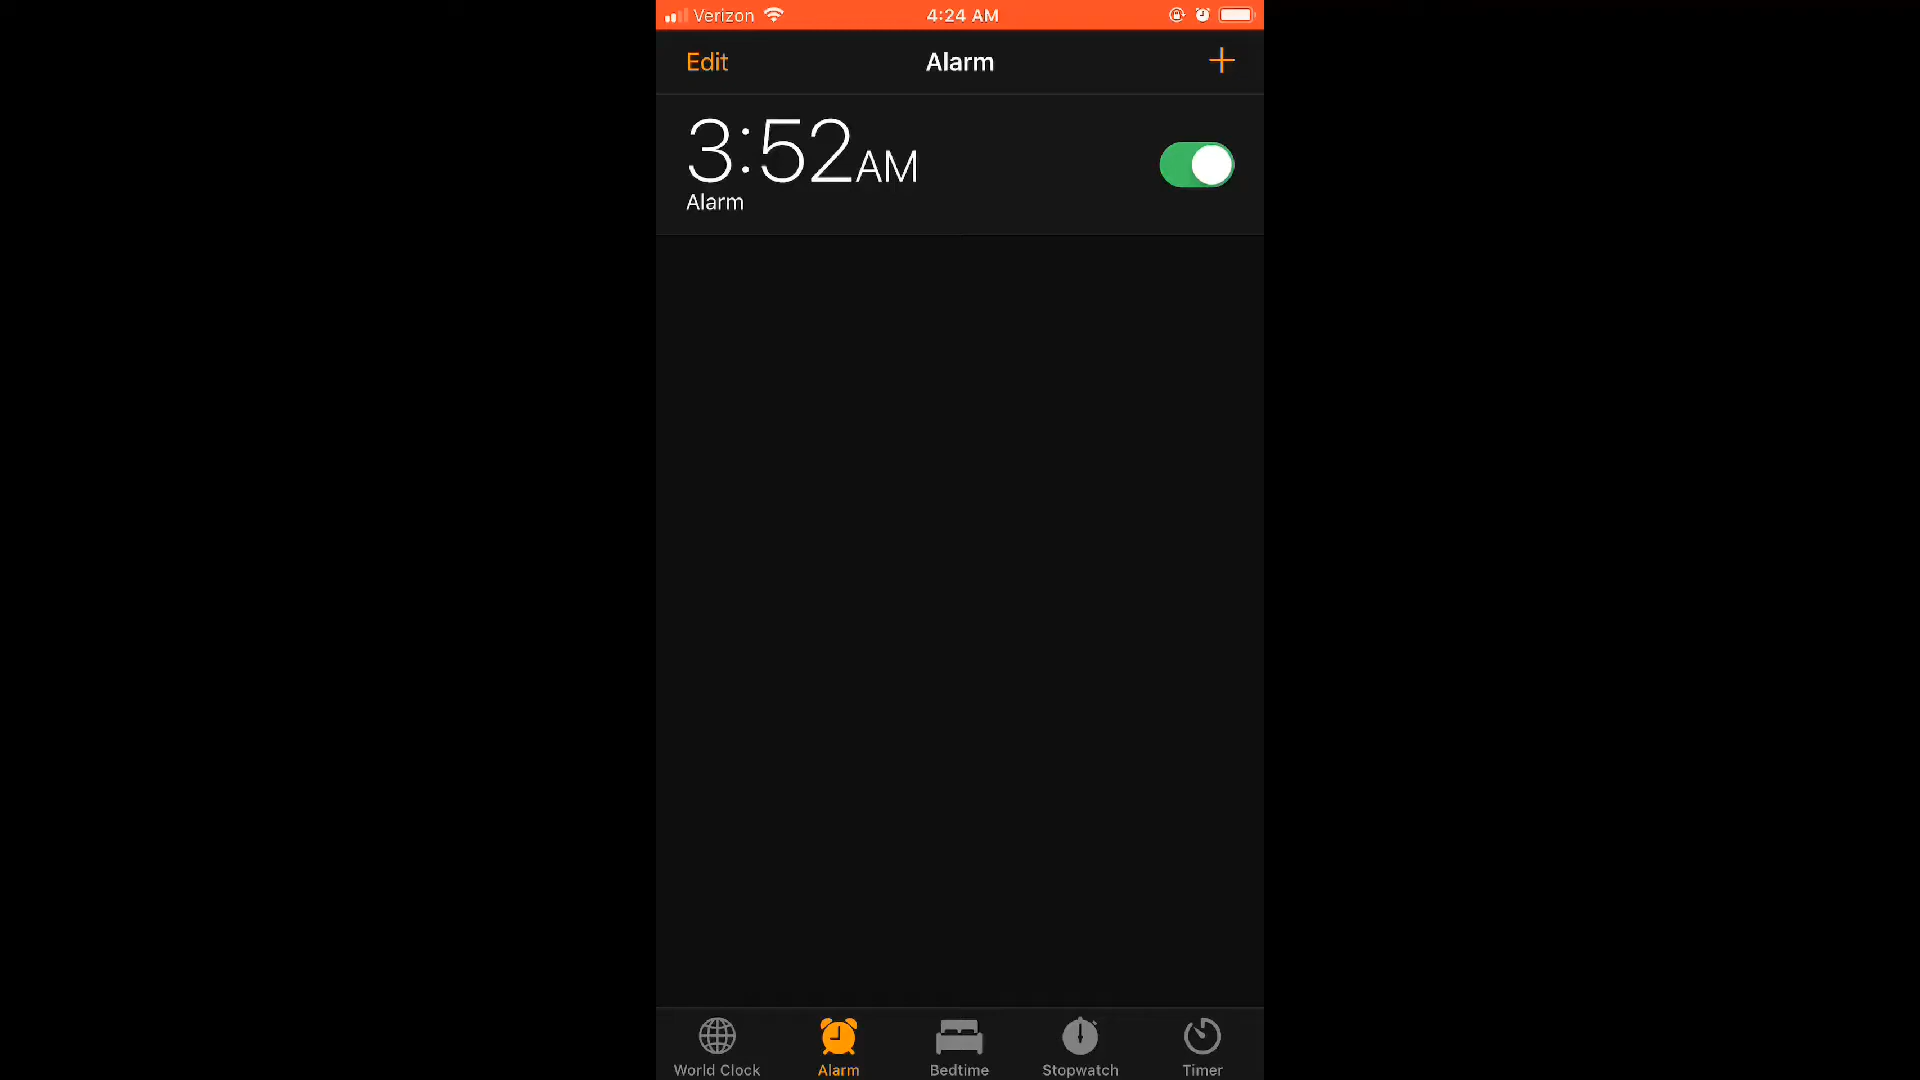 Verizon 4:24 AM
Edit Alarm
3:52AM
Alarm
World Clock Alarm Bedtime Stopwatch Timer